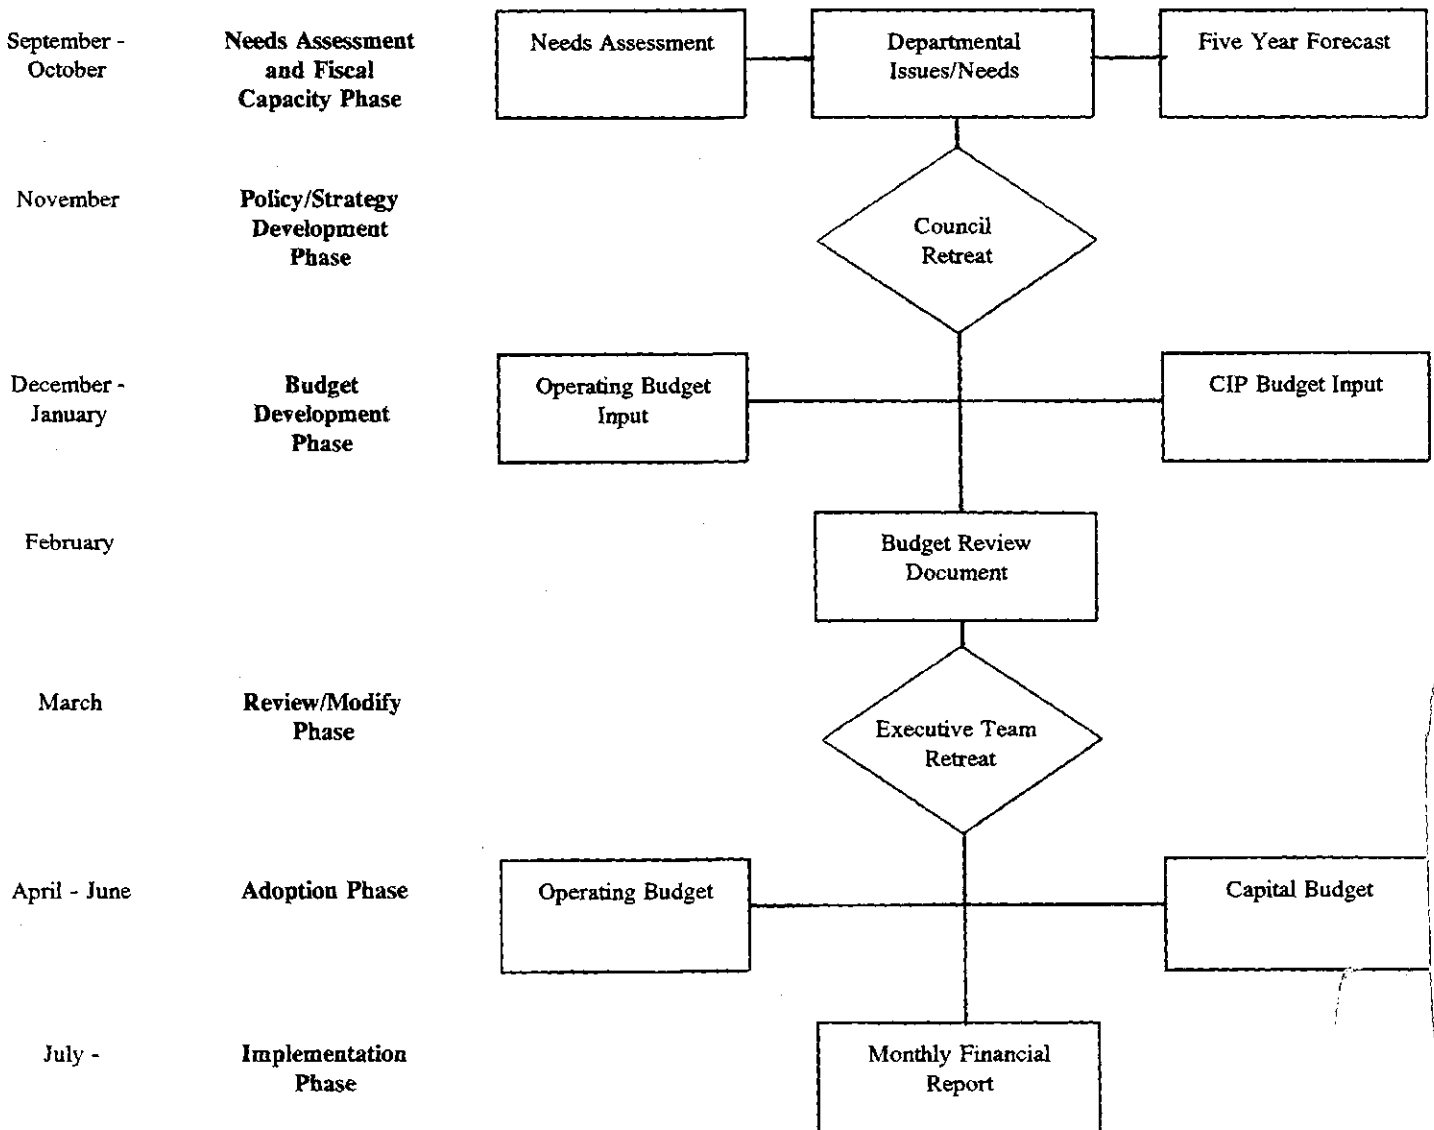 September -
October
Needs Assessment
and Fiscal
Capacity Phase
Needs Assessment
Departmental
Issues/Needs
Five Year Forecast
November
Policy/Strategy
Development
Phase
Council
Retreat
December -
January
Budget
Development
Phase
Operating Budget
Input
CIP Budget Input
February
Budget Review
Document
March
Review/Modify
Phase
Executive Team
Retreat
April - June
Adoption Phase
Operating Budget
Capital Budget
July -
Implementation
Phase
Monthly Financial
Report